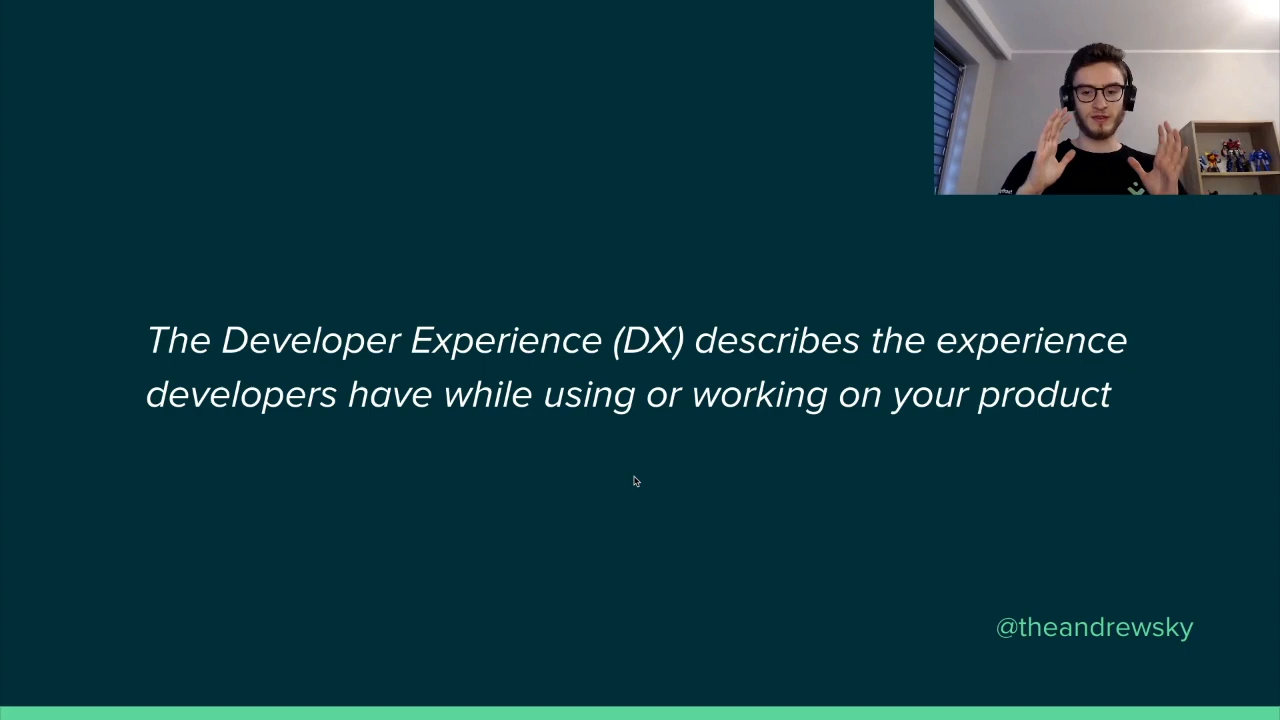 The Developer Experience (DX) describes the experience
developers have while using or working on your product
@theandrewsky